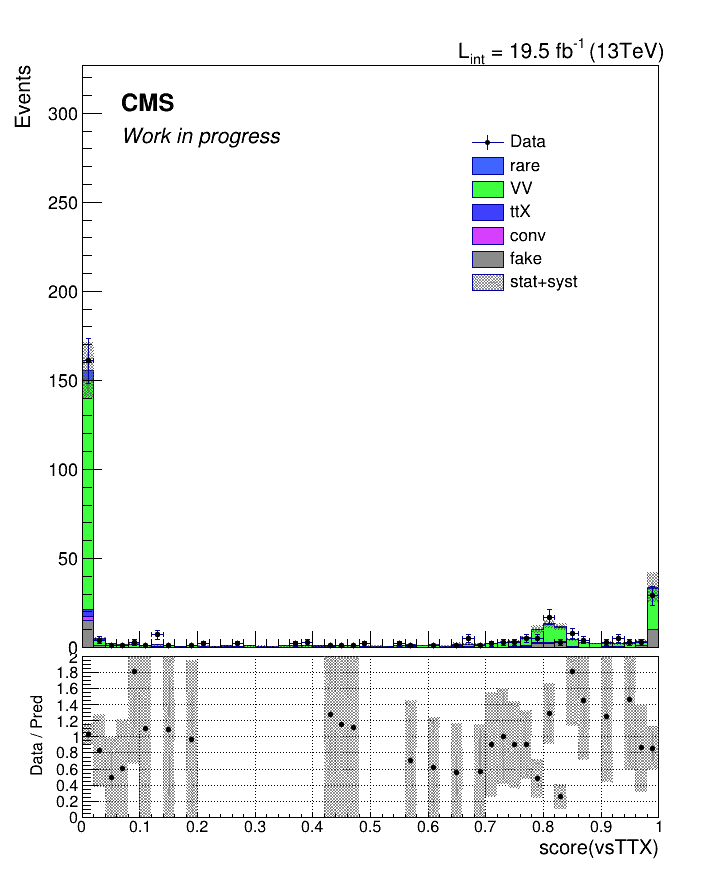 L_int = 19.5 fb^-1 (13TeV)
Events
CMS
Work in progress
Data
rare
VV
ttX
conv
fake
stat+syst
300
250
200
150
100
50
0
Data / Pred
2
1.8
1.6
1.4
1.2
1
0.8
0.6
0.4
0.2
0
0 0.1 0.2 0.3 0.4 0.5 0.6 0.7 0.8 0.9 1
score(vsTTX)